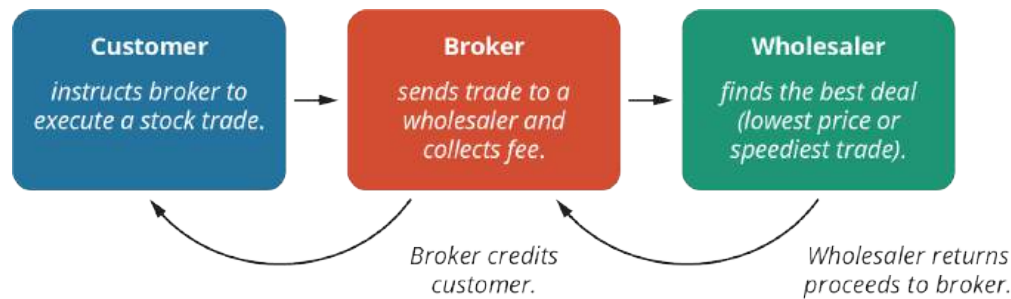 Customer
instructs broker to
execute a stock trade.
Broker
sends trade to a
wholesaler and
collects fee.
Wholesaler
finds the best deal
(lowest price or
speediest trade).
Broker credits
customer.
Wholesaler returns
proceeds to broker.